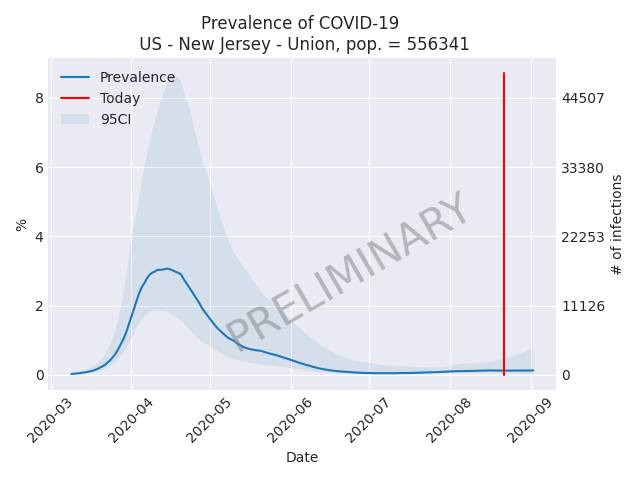 Prevalence of COVID-19
US - New Jersey - Union, pop. = 556341
Prevalence
Today
95CI
8
6
4
2
0
%
44507
33380
22253
11126
0
# of infections
PRELIMINARY
2020-03
2020-04
2020-05
2020-06
2020-07
2020-08
2020-09
Date